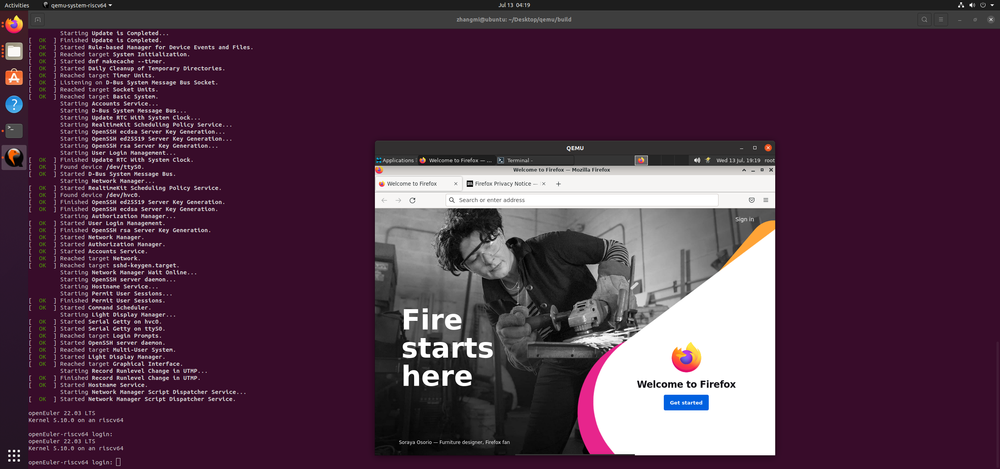 Activities
qemu-system-riscv64
Jul 13 04:19
zhangmi@ubuntu: ~/Desktop/qemu/build
Starting Update is Completed...
[ OK ] Finished Update is Completed.
[ OK ] Started Rule-based Manager for Device Events and Files.
[ OK ] Reached target System Initialization.
[ OK ] Started dnf makecache --timer.
[ OK ] Started Daily Cleanup of Temporary Directories.
[ OK ] Reached target Timer Units.
[ OK ] Listening on D-Bus System Message Bus Socket.
[ OK ] Reached target Socket Units.
[ OK ] Reached target Basic System.
Starting Accounts Service...
Starting D-Bus System Message Bus...
Starting Update RTC With System Clock...
Starting RealtimeKit Scheduling Policy Service...
Starting OpenSSH ecdsa Server Key Generation...
Starting OpenSSH ed25519 Server Key Generation...
Starting OpenSSH rsa Server Key Generation...
Starting User Login Management...
[ OK ] Finished Update RTC With System Clock.
[ OK ] Found device /dev/ttyS0.
[ OK ] Started D-Bus System Message Bus.
Starting Network Manager...
[ OK ] Started RealtimeKit Scheduling Policy Service.
[ OK ] Found device /dev/hvc0.
[ OK ] Finished OpenSSH ed25519 Server Key Generation.
[ OK ] Finished OpenSSH ecdsa Server Key Generation.
Starting Authorization Manager...
[ OK ] Started User Login Management.
[ OK ] Finished OpenSSH rsa Server Key Generation.
[ OK ] Started Network Manager.
[ OK ] Started Authorization Manager.
[ OK ] Started Accounts Service.
[ OK ] Reached target Network.
[ OK ] Reached target sshd-keygen.target.
Starting Network Manager Wait Online...
Starting OpenSSH server daemon...
Starting Hostname Service...
Starting Permit User Sessions...
[ OK ] Finished Permit User Sessions.
[ OK ] Started Command Scheduler.
Starting Light Display Manager...
[ OK ] Started Serial Getty on hvc0.
[ OK ] Started Serial Getty on ttyS0.
[ OK ] Reached target Login Prompts.
[ OK ] Started OpenSSH server daemon.
[ OK ] Reached target Multi-User System.
[ OK ] Started Light Display Manager.
[ OK ] Reached target Graphical Interface.
Starting Record Runlevel Change in UTMP...
[ OK ] Finished Record Runlevel Change in UTMP.
[ OK ] Started Hostname Service.
Starting Network Manager Script Dispatcher Service...
[ OK ] Started Network Manager Script Dispatcher Service.
openEuler 22.03 LTS
Kernel 5.10.0 on an riscv64
openEuler-riscv64 login:
openEuler 22.03 LTS
Kernel 5.10.0 on an riscv64
openEuler-riscv64 login:
QEMU
Applications
Welcome to Firefox — ...
Terminal -
Wed 13 Jul, 19:19 root
Welcome to Firefox — Mozilla Firefox
Welcome to Firefox
m Firefox Privacy Notice —
Search or enter address
Sign in
Fire
starts
here
Welcome to Firefox
Get started
Soraya Osorio — Furniture designer, Firefox fan